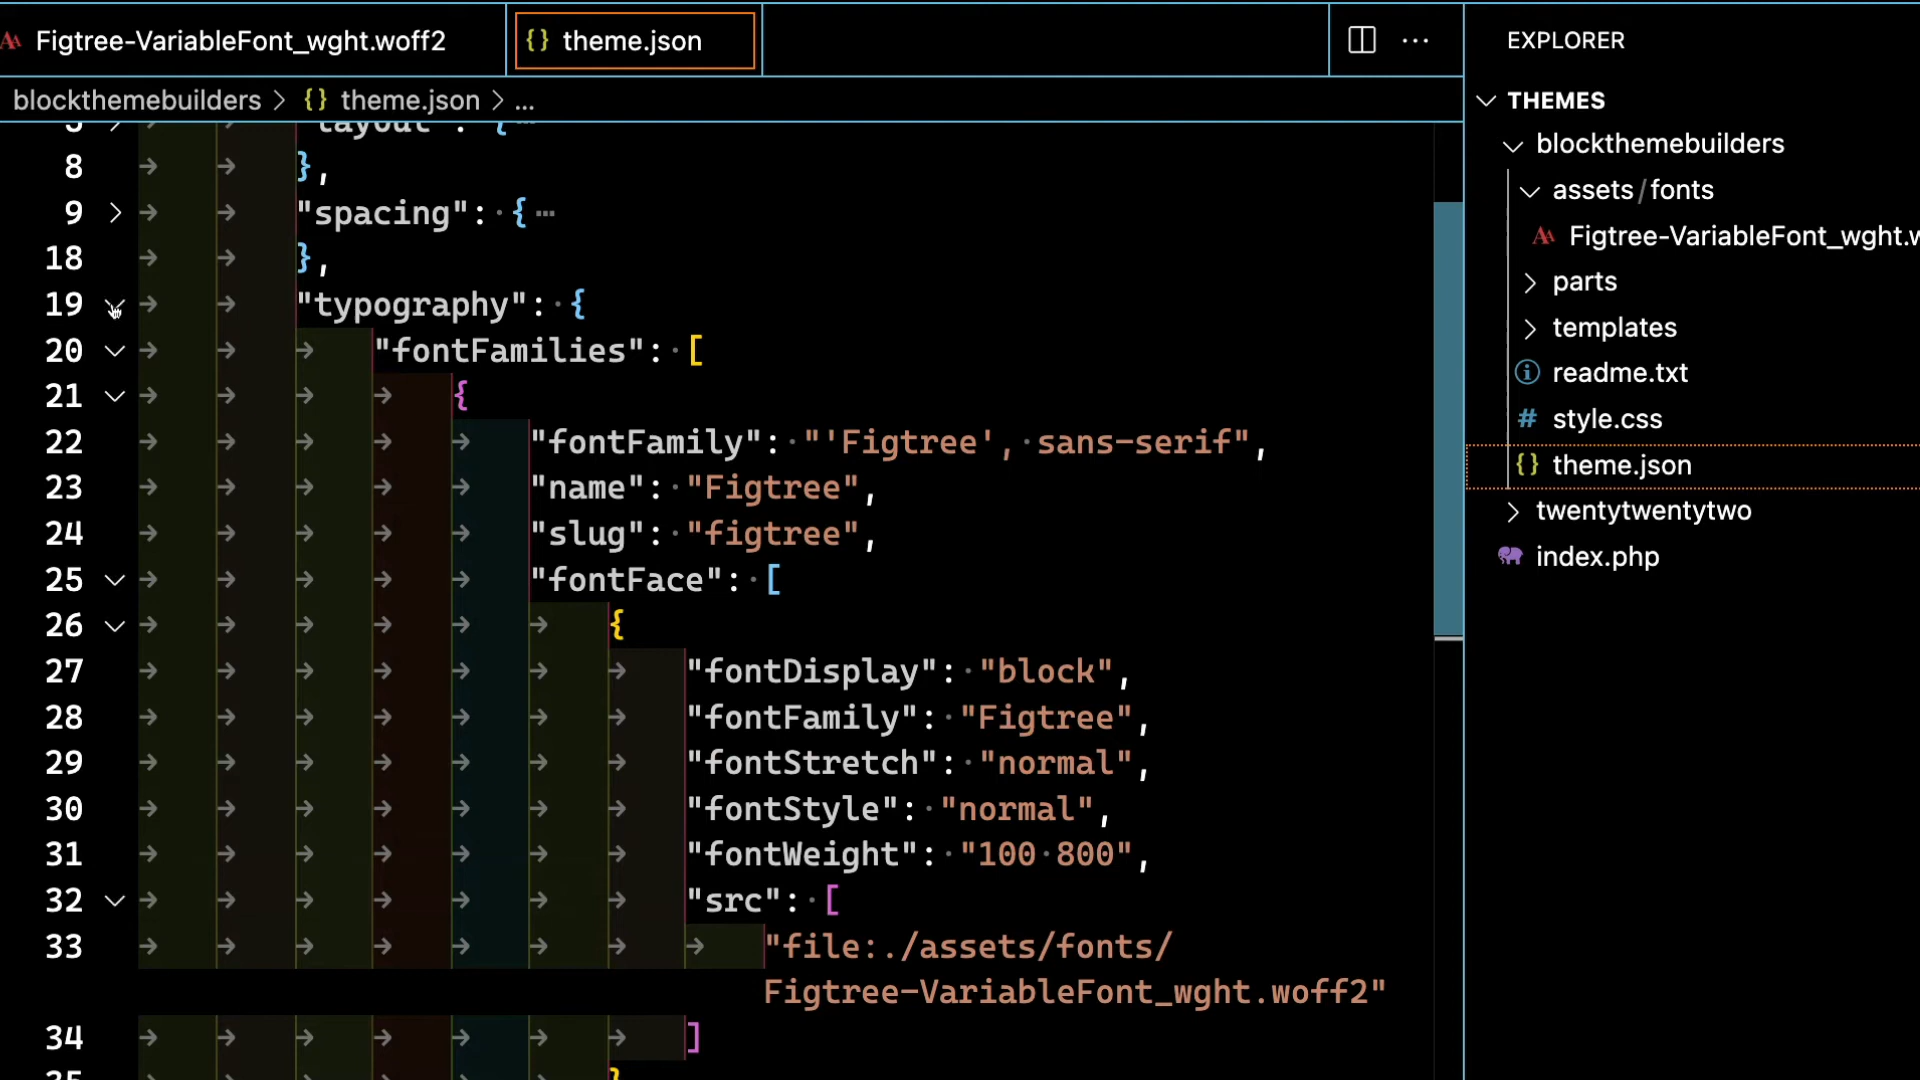 Figtree-VariableFont_wght.woff2
{} theme.json
...
blockthemebuilders > {} theme.json > ...
"layout": {…
8 },
9 "spacing": {…
18 },
19 "typography": {
20 "fontFamilies": [
21 {
22 "fontFamily": "'Figtree', sans-serif",
23 "name": "Figtree",
24 "slug": "figtree",
25 "fontFace": [
26 {
27 "fontDisplay": "block",
28 "fontFamily": "Figtree",
29 "fontStretch": "normal",
30 "fontStyle": "normal",
31 "fontWeight": "100 800",
32 "src": [
33 "file:./assets/fonts/
Figtree-VariableFont_wght.woff2"
34 ]
35 }
EXPLORER
THEMES
blockthemebuilders
assets/fonts
Figtree-VariableFont_wght.
parts
templates
readme.txt
# style.css
{} theme.json
twentytwentytwo
index.php